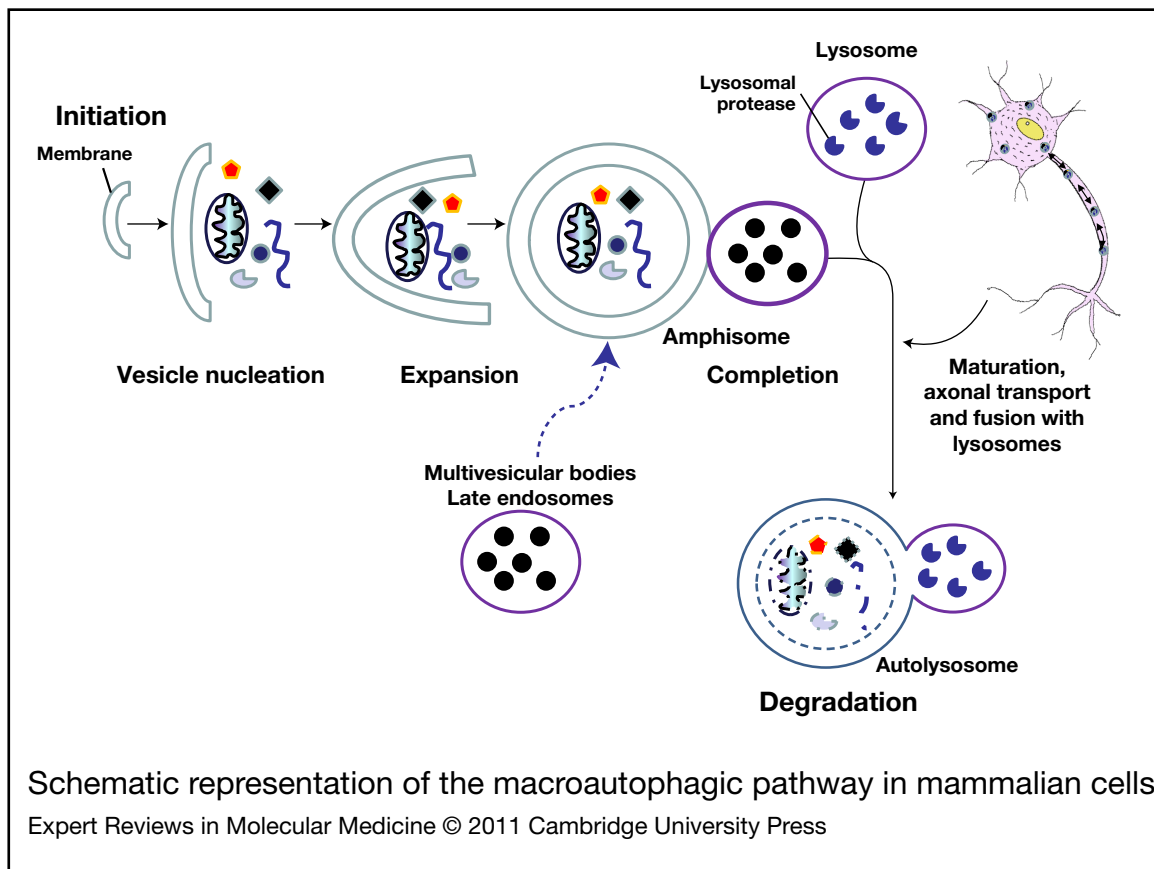 Lysosome
Lysosomal
protease
Initiation
Membrane
Amphisome
Vesicle nucleation
Expansion
Completion
Maturation,
axonal transport
and fusion with
lysosomes
Multivesicular bodies
Late endosomes
Autolysosome
Degradation
Schematic representation of the macroautophagic pathway in mammalian cells
Expert Reviews in Molecular Medicine © 2011 Cambridge University Press